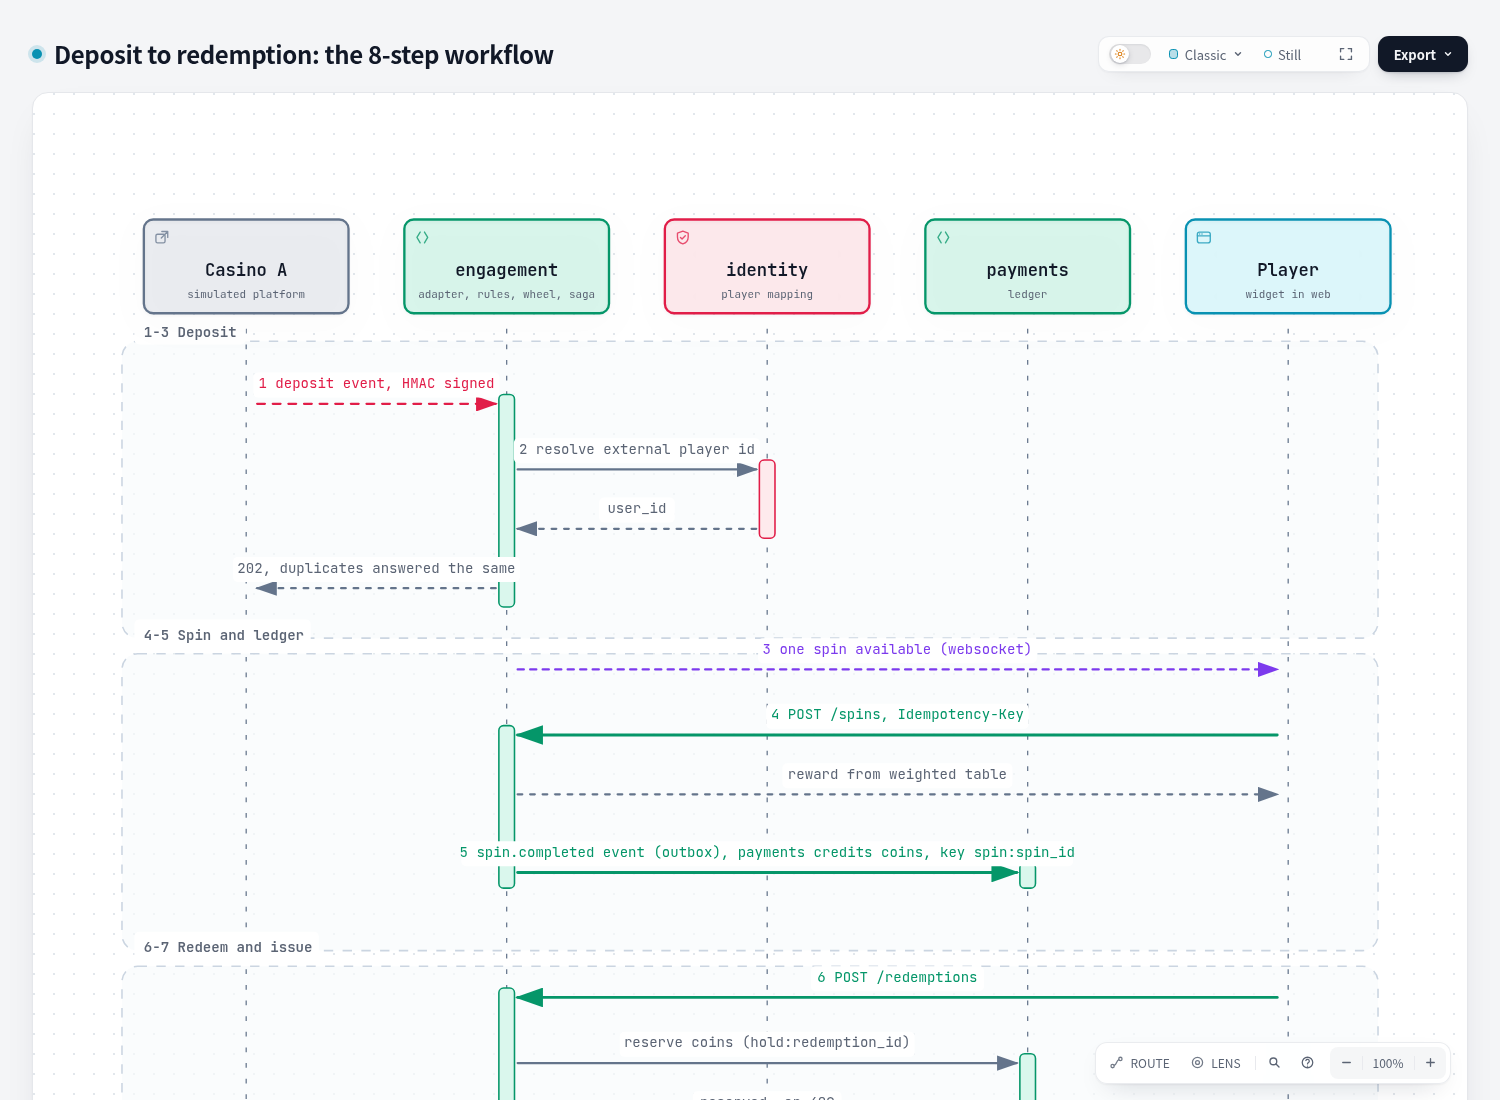 Deposit to redemption: the 8-step workflow
Classic
Still
Export
Casino A
simulated platform
engagement
adapter, rules, wheel, saga
identity
player mapping
payments
ledger
Player
widget in web
1-3 Deposit
1 deposit event, HMAC signed
2 resolve external player id
user_id
202, duplicates answered the same
4-5 Spin and ledger
3 one spin available (websocket)
4 POST /spins, Idempotency-Key
reward from weighted table
5 spin.completed event (outbox), payments credits coins, key spin:spin_id
6-7 Redeem and issue
6 POST /redemptions
reserve coins (hold:redemption_id)
ROUTE
LENS
100%